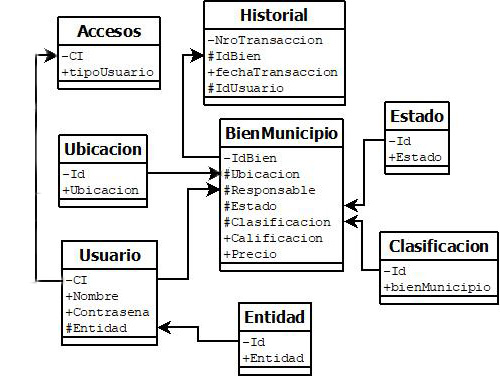 Accesos
-CI
+tipoUsuario
Historial
-NroTransaccion
#IdBien
+fechaTransaccion
#IdUsuario
Ubicacion
-Id
+Ubicacion
BienMunicipio
-IdBien
#Ubicacion
#Responsable
#Estado
#Clasificacion
+Calificacion
+Precio
Estado
-Id
+Estado
Clasificacion
-Id
+bienMunicipio
Usuario
-CI
+Nombre
+Contrasena
#Entidad
Entidad
-Id
+Entidad